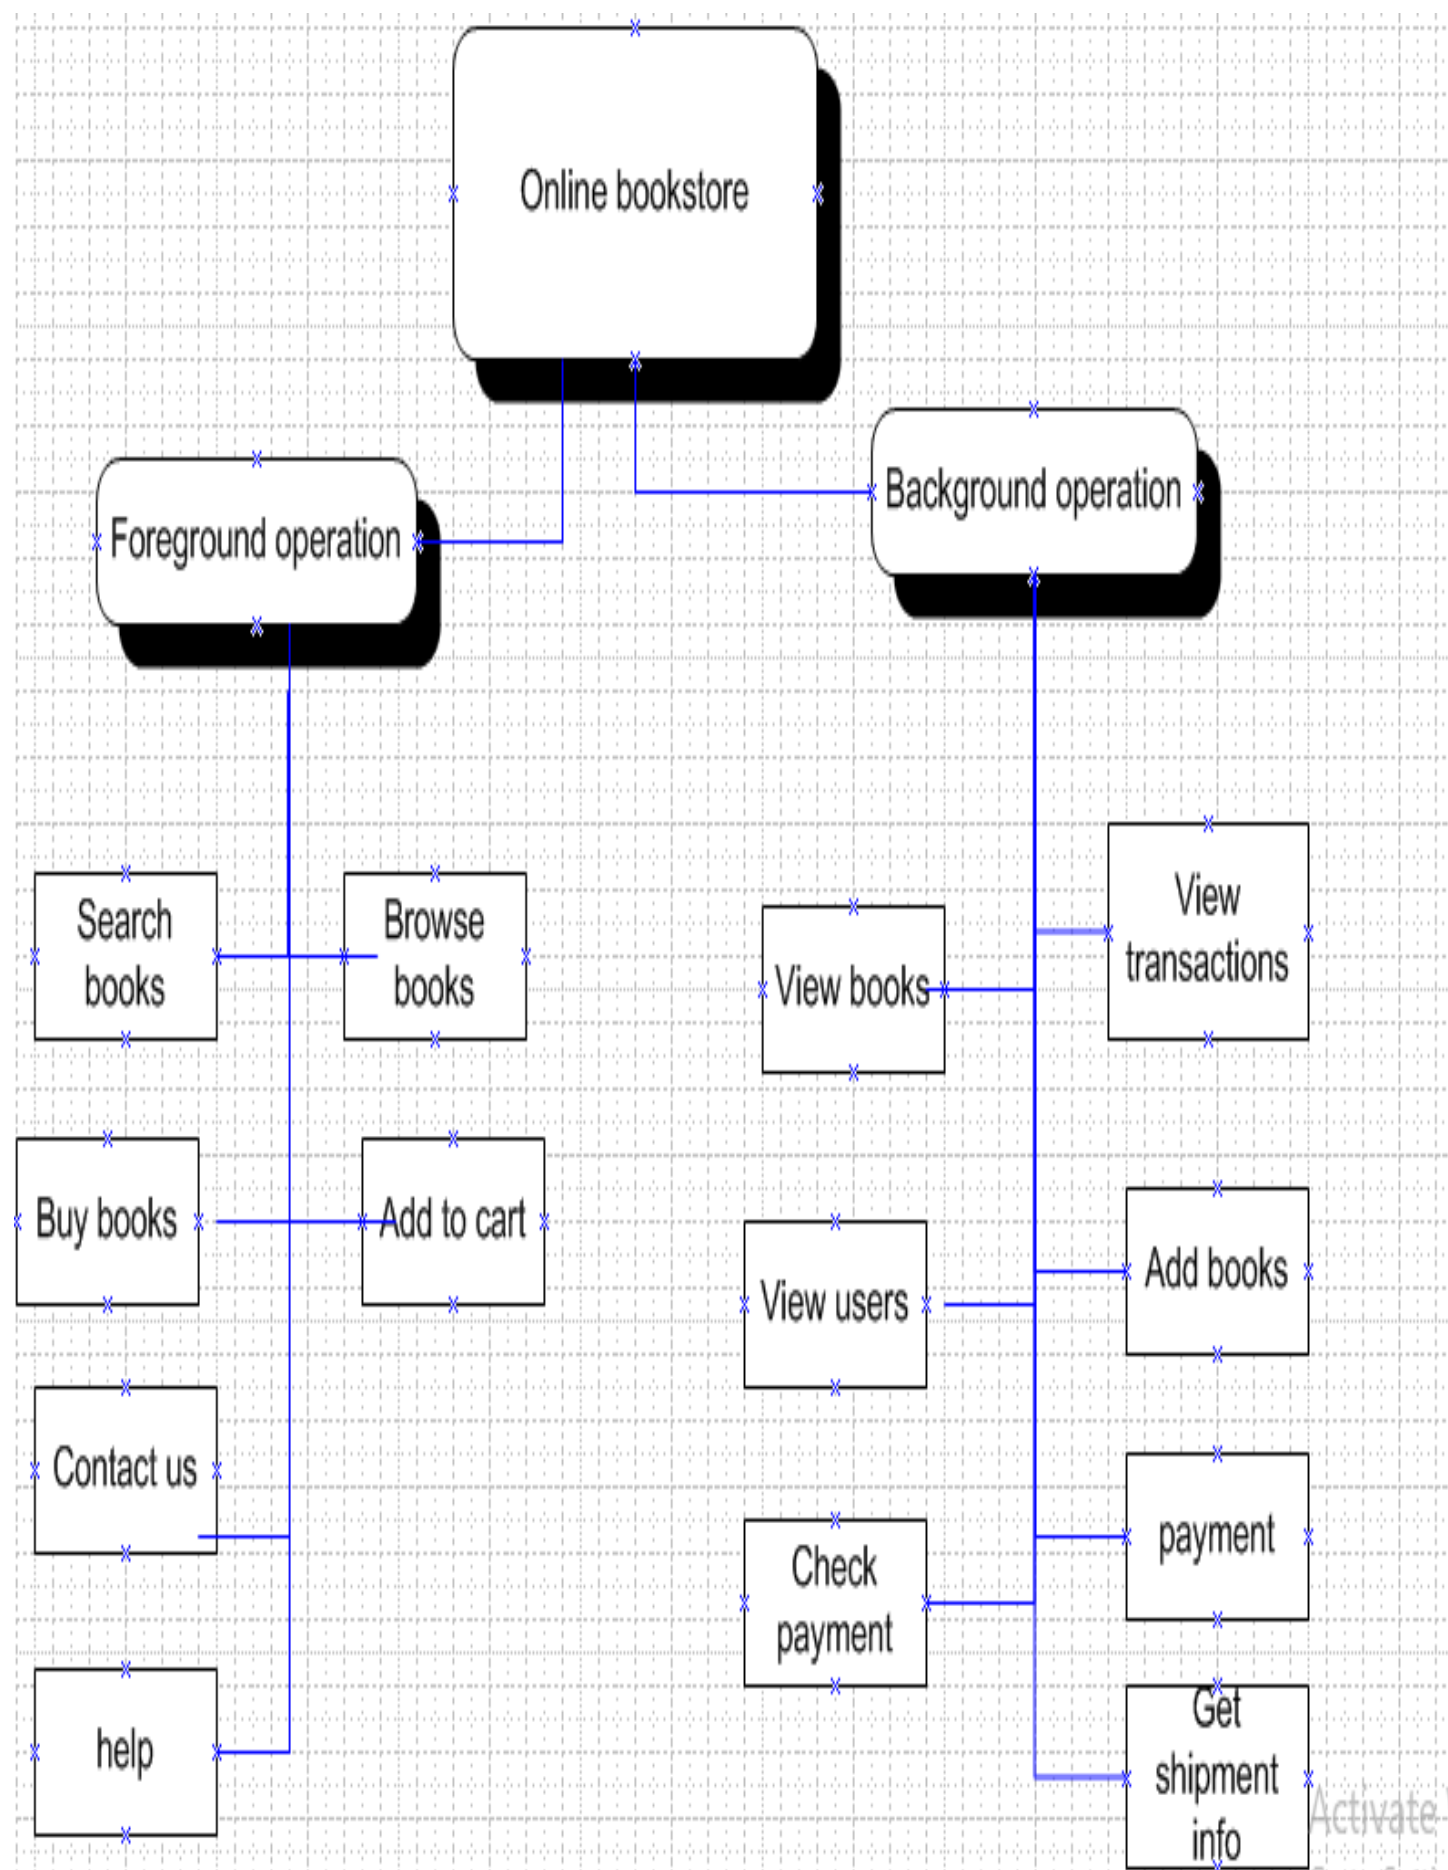 Online bookstore
Background operation
Foreground operation
Search
books
Browse
books
View books
View
transactions
Buy books
Add to cart
View users
Add books
Contact us
Check
payment
payment
help
Get
shipment
info
Activate